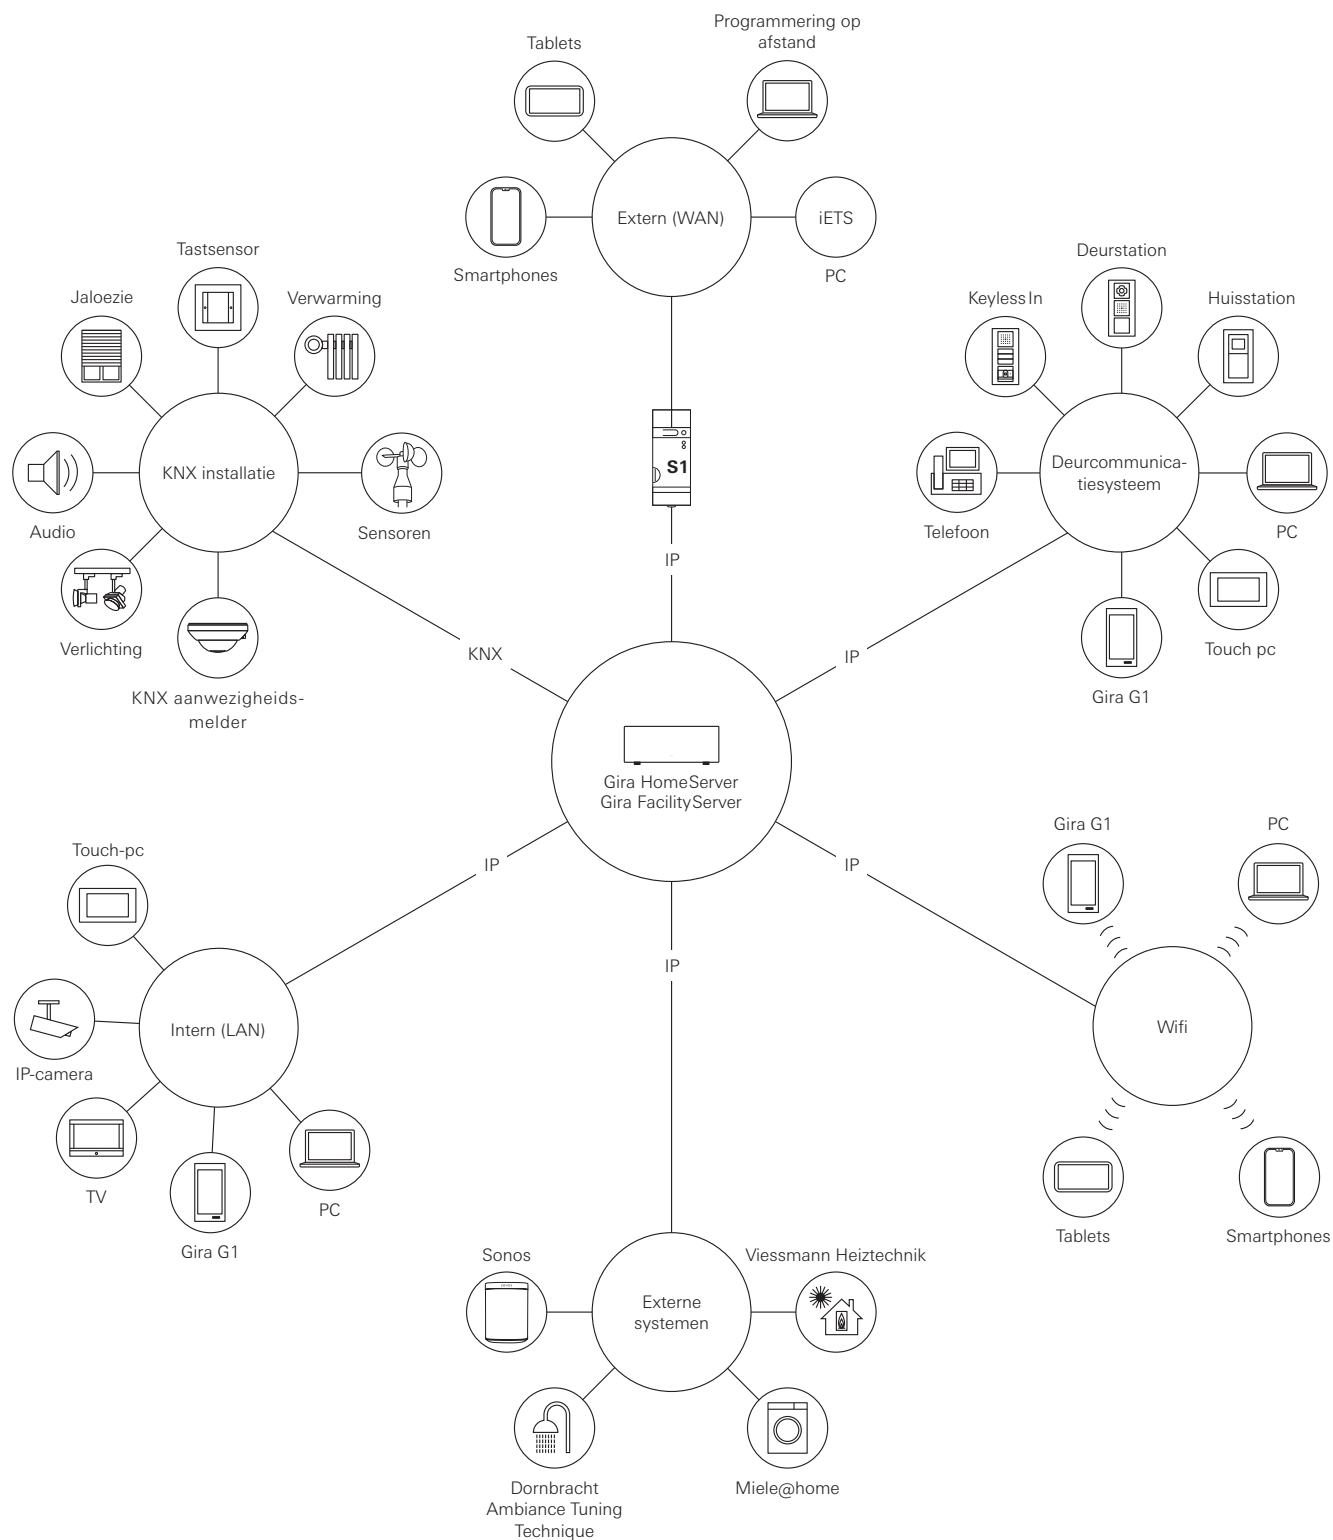 Programmering op
afstand
Tablets
Extern (WAN)
iETS
Smartphones
PC
Tastsensor
Jaloezie
Verwarming
KNX installatie
Audio
Sensoren
Verlichting
KNX aanwezigheids-
melder
KNX
S1
IP
Deurstation
Keyless In
Huisstation
Deurcommunica-
tiesysteem
Telefoon
PC
Touch pc
Gira G1
IP
Gira HomeServer
Gira FacilityServer
Touch-pc
IP
Intern (LAN)
IP-camera
TV
Gira G1
PC
IP
Sonos
Viessmann Heiztechnik
Externe
systemen
Dornbracht
Ambiance Tuning
Technique
Miele@home
IP
Gira G1
PC
Wifi
Tablets
Smartphones